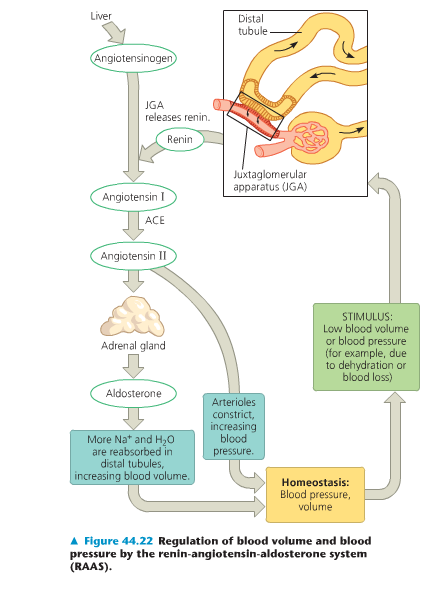 Liver
Angiotensinogen
JGA
releases renin.
Renin
Distal
tubule
Juxtaglomerular
apparatus (JGA)
Angiotensin I
ACE
Angiotensin II
Adrenal gland
Aldosterone
More Na⁺ and H₂O
are reabsorbed in
distal tubules,
increasing blood volume.
Arterioles
constrict,
increasing
blood
pressure.
STIMULUS:
Low blood volume
or blood pressure
(for example, due
to dehydration or
blood loss)
Homeostasis:
Blood pressure,
volume
▲ Figure 44.22 Regulation of blood volume and blood
pressure by the renin-angiotensin-aldosterone system
(RAAS).